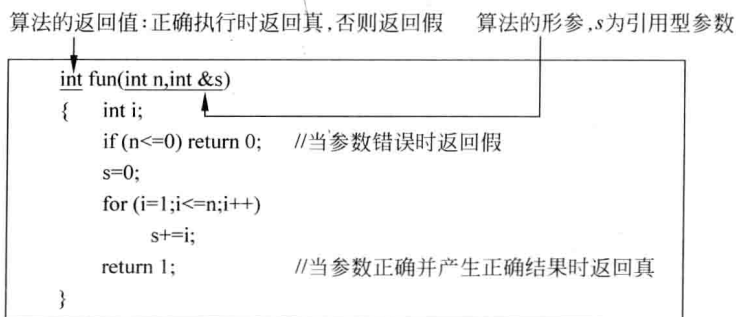 算法的返回值:正确执行时返回真,否则返回假 算法的形参,s为引用型参数
int fun(int n,int &s)
{ int i;
if (n<=0) return 0; //当参数错误时返回假
s=0;
for (i=1;i<=n;i++)
s+=i;
return 1; //当参数正确并产生正确结果时返回真
}